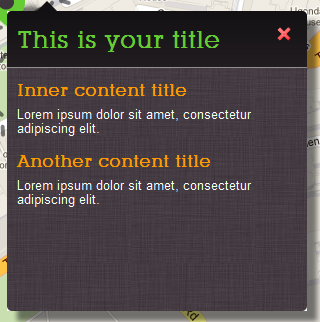 This is your title
Inner content title
Lorem ipsum dolor sit amet, consectetur
adipiscing elit.
Another content title
Lorem ipsum dolor sit amet, consectetur
adipiscing elit.